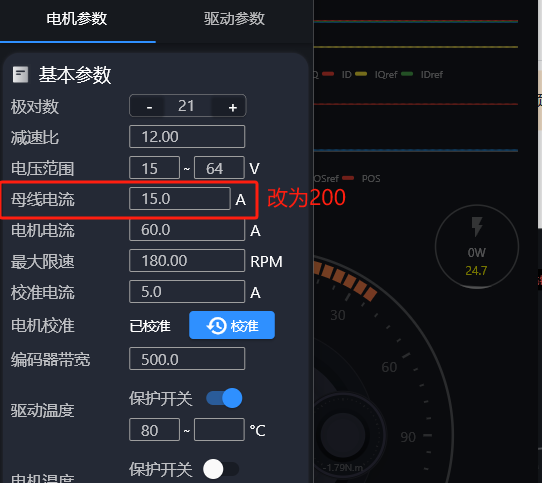 电机参数 驱动参数
基本参数
极对数 - 21 +
减速比 12.00
电压范围 15 ~ 64 V
母线电流 15.0 A 改为200
电机电流 60.0 A
最大限速 180.00 RPM
校准电流 5.0 A
电机校准 已校准 校准
编码器带宽 500.0
驱动温度 保护开关
80 ~ °C
电机温度 保护开关
Q ID IQref IDref
OSref POS
0W
24.7
30
60
90
-1.79N.m